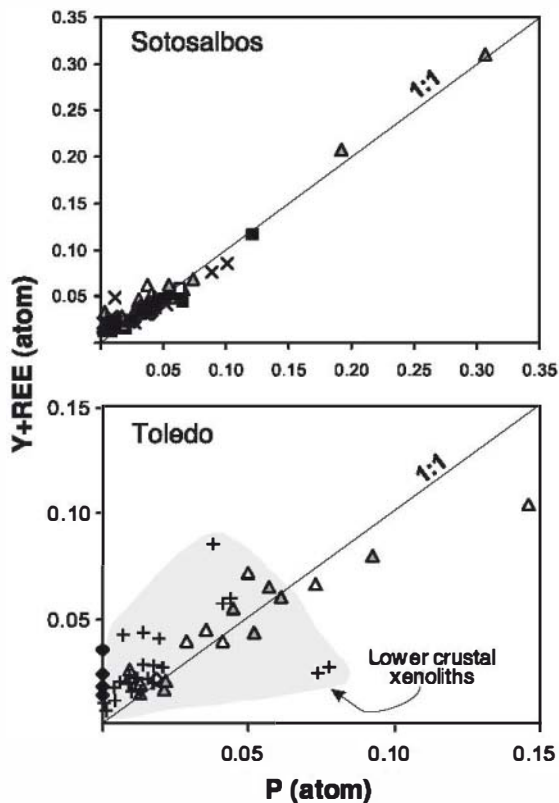 0.35
Sotosalbos
0.30
1:1
0.25
0.20
0.15
0.10
0.05
0.05 0.10 0.15 0.20 0.25 0.30 0.35
Y+REE (atom)
0.15
Toledo
1:1
0.10
0.05
Lower crustal
xenoliths
0.05 0.10 0.15
P (atom)